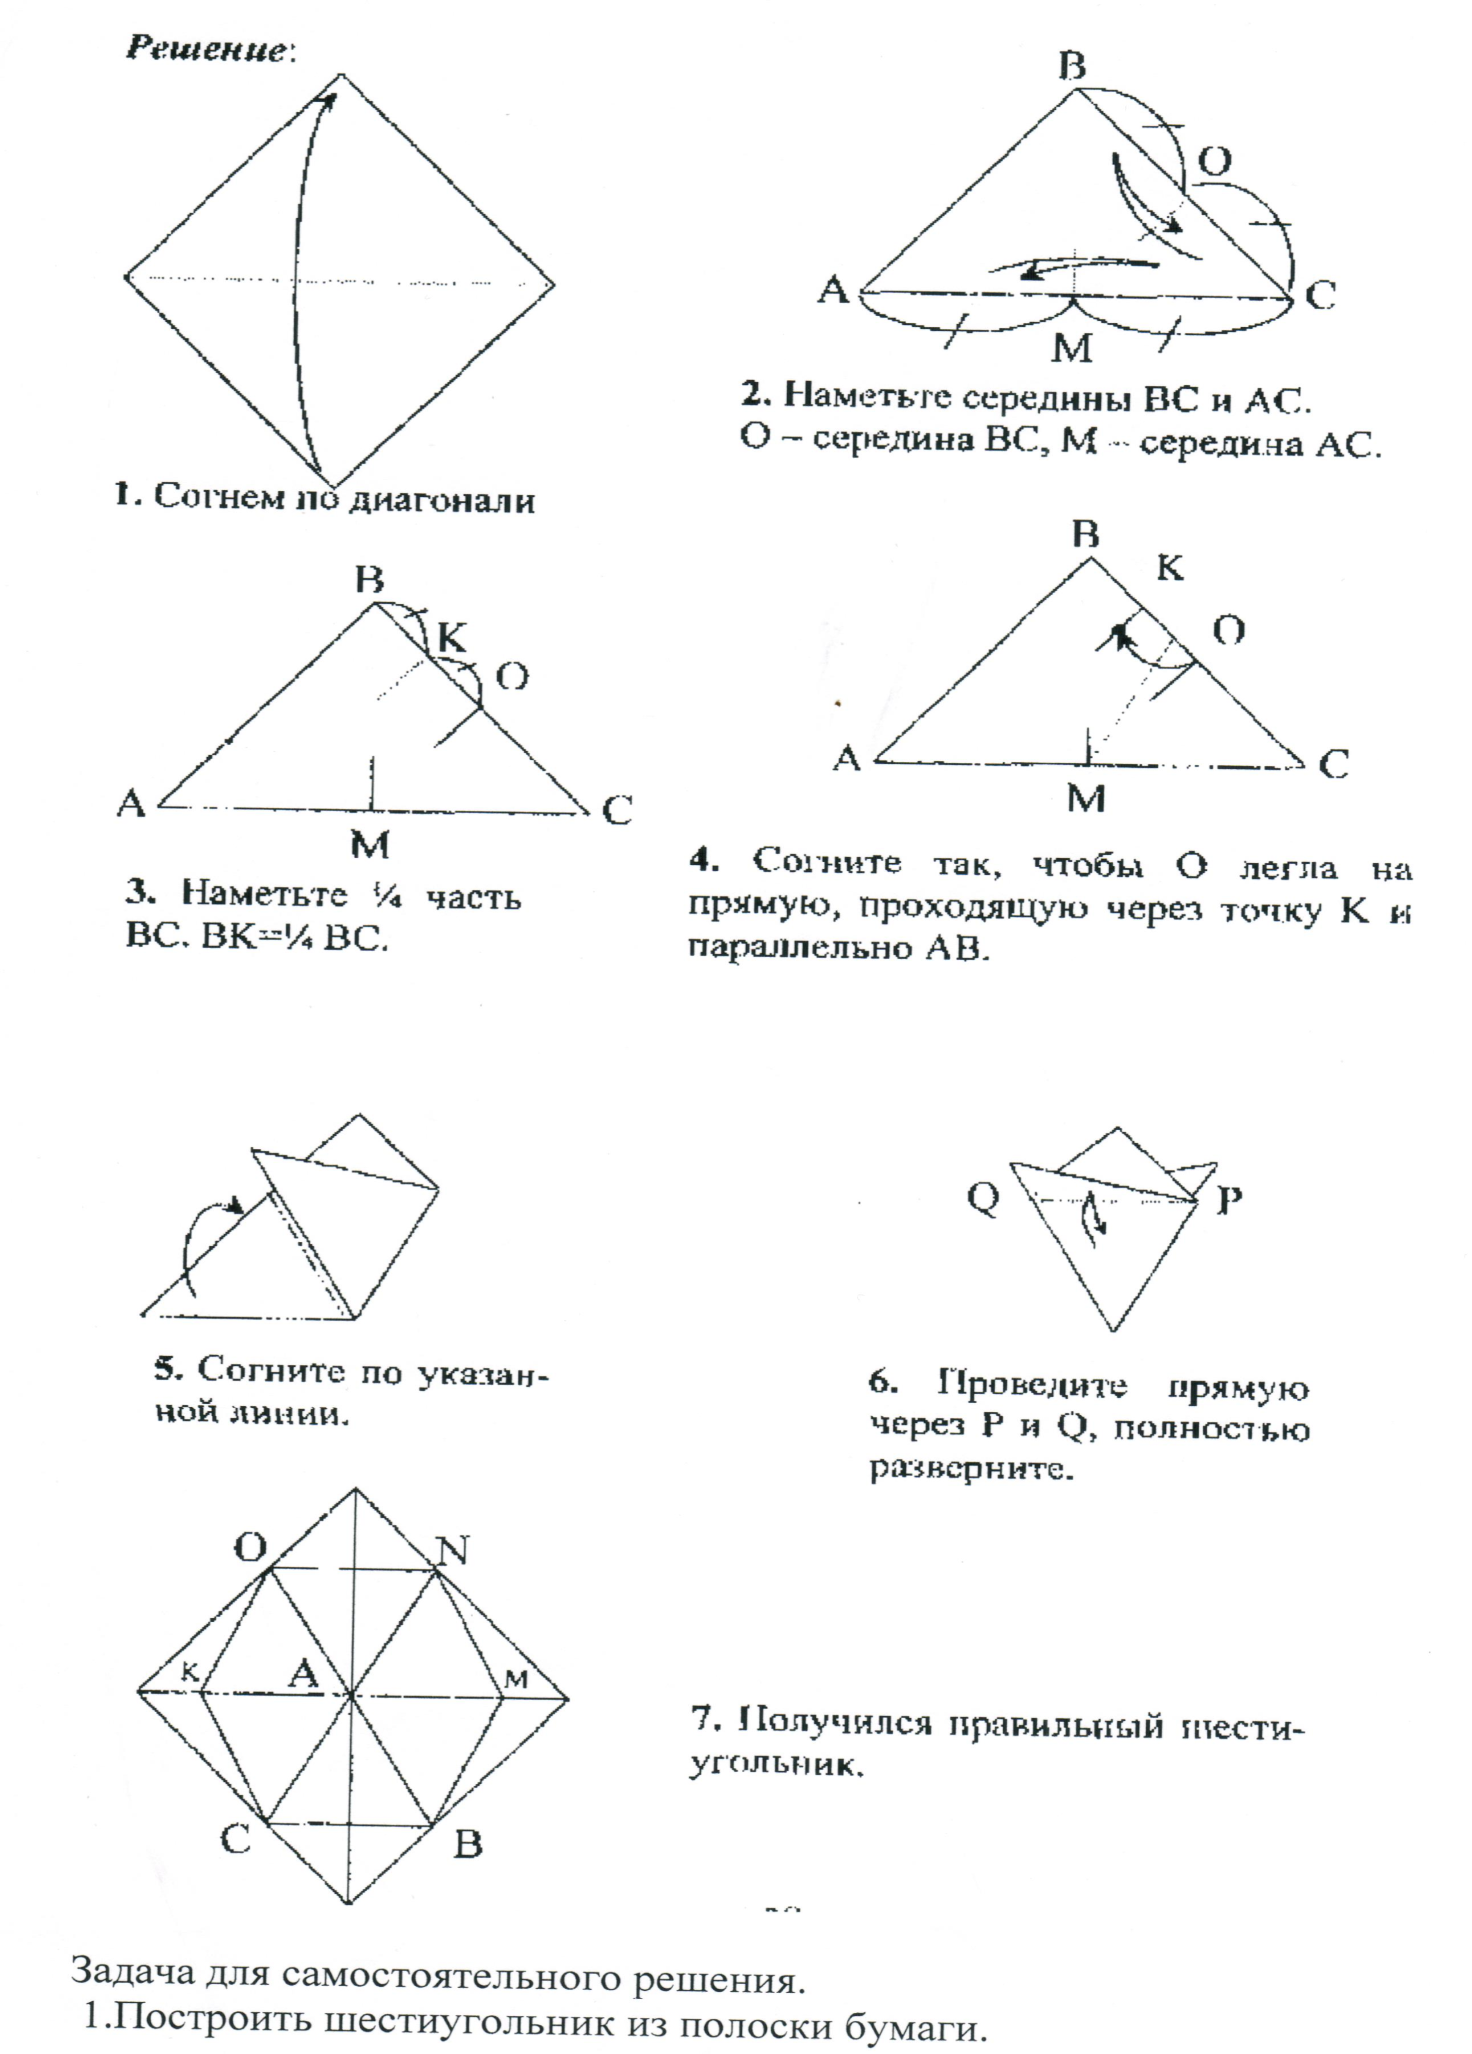 Решение:
B
O
A
C
M
1. Согнем по диагонали
2. Наметьте середины BC и AC.
O – середина BC, M – середина AC.
B
K
O
A
C
M
3. Наметьте ¼ часть
BC. BK=¼ BC.
B
K
O
A
C
M
4. Согните так, чтобы O легла на
прямую, проходящую через точку K и
параллельно AB.
5. Согните по указан-
ной линии.
Q
P
6. Проведите прямую
через P и Q, полностью
разверните.
O
N
K
A
M
C
B
7. Получился правильный шести-
угольник.
Задача для самостоятельного решения.
1.Построить шестиугольник из полоски бумаги.